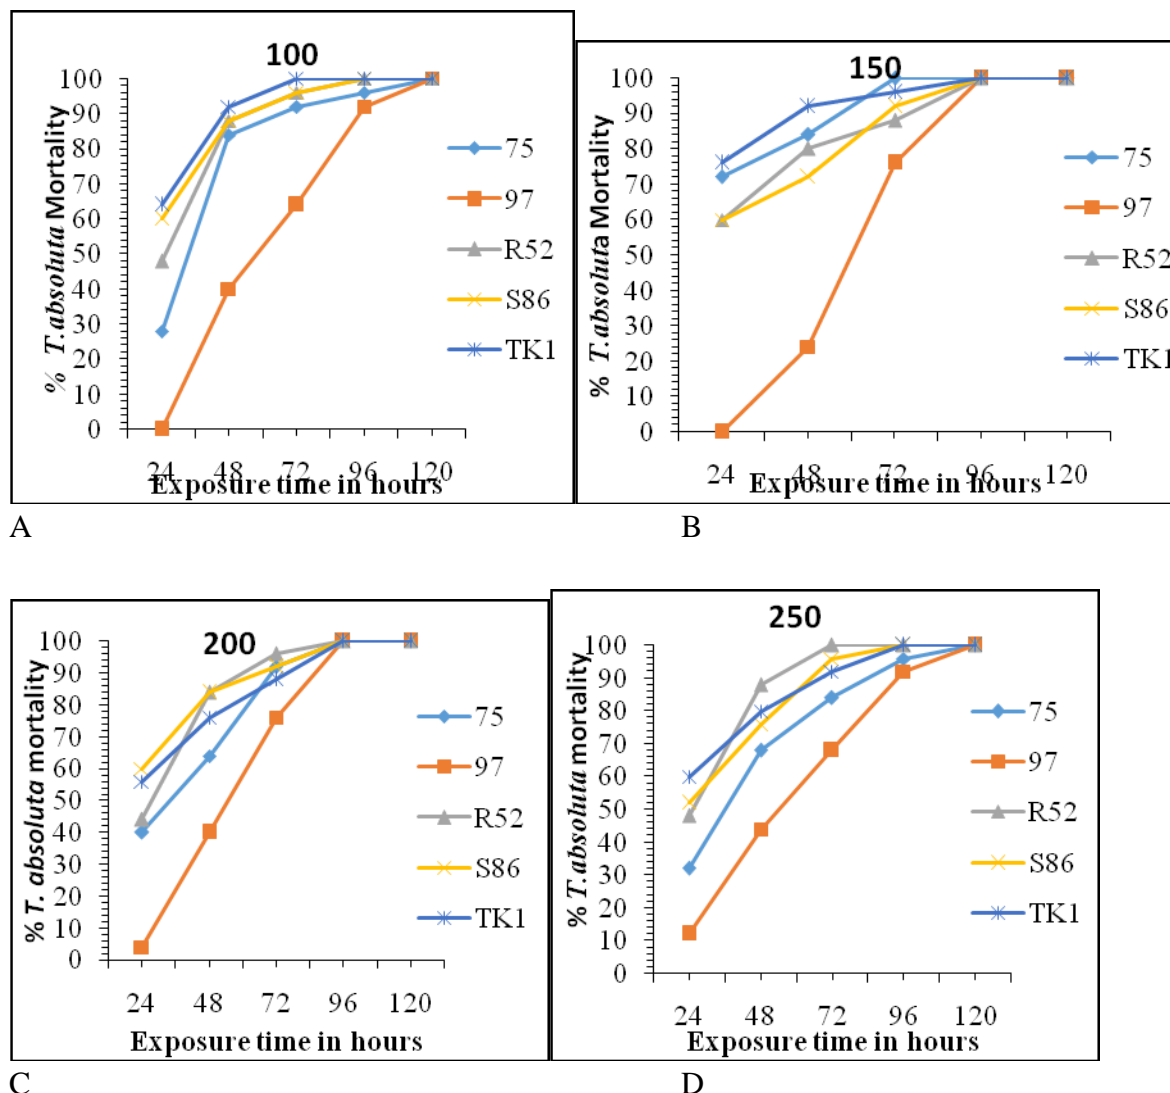 100
% T.absoluta Mortality
100
90
80
70
60
50
40
30
20
10
0
24 48 72 96 120
Exposure time in hours
75
97
R52
S86
TK1
A
150
% T.absoluta Mortality
100
90
80
70
60
50
40
30
20
10
0
24 48 72 96 120
Exposure time in hours
75
97
R52
S86
TK1
B
200
% T. absoluta mortality
100
90
80
70
60
50
40
30
20
10
0
24 48 72 96 120
Exposure time in hours
75
97
R52
S86
TK1
C
250
% T.absoluta mortality
100
90
80
70
60
50
40
30
20
10
0
24 48 72 96 120
Exposure time in hours
75
97
R52
S86
TK1
D